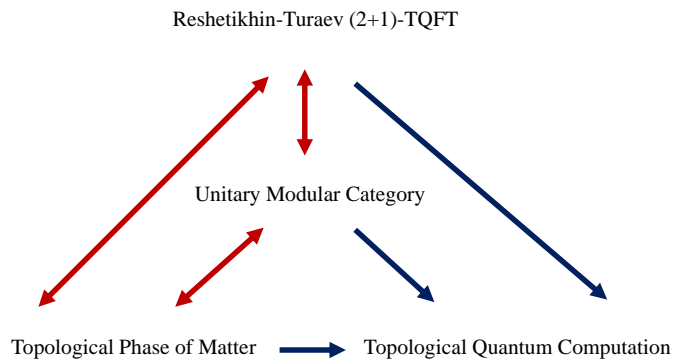 Reshetikhin-Turaev (2+1)-TQFT
Unitary Modular Category
Topological Phase of Matter
Topological Quantum Computation